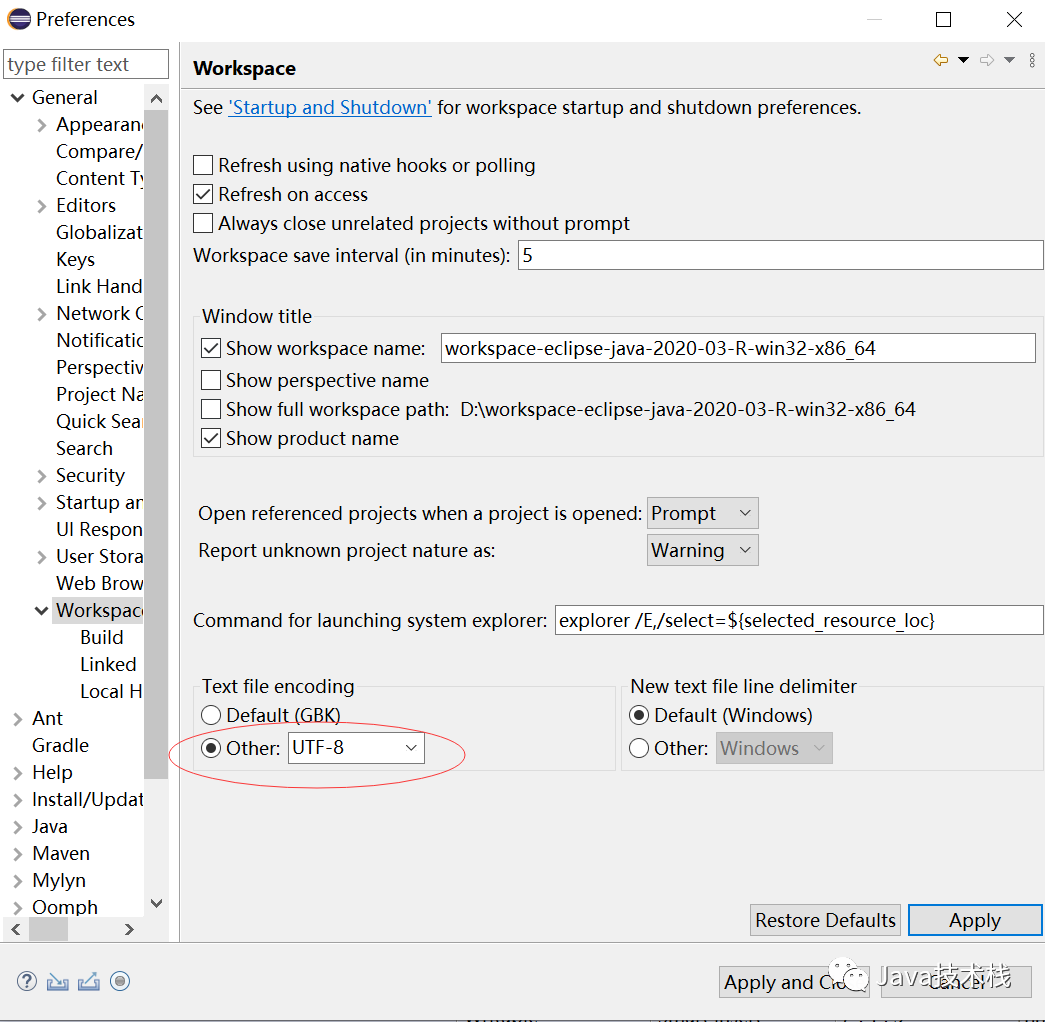 Preferences
type filter text
General
Appearan
Compare/
Content Ty
Editors
Globalizat
Keys
Link Hand
Network C
Notificatic
Perspectiv
Project Na
Quick Sear
Search
Security
Startup an
UI Respon
User Stora
Web Brow
Workspac
Build
Linked
Local H
Ant
Gradle
Help
Install/Updat
Java
Maven
Mylyn
Oomph
Workspace
See 'Startup and Shutdown' for workspace startup and shutdown preferences.
Refresh using native hooks or polling
Refresh on access
Always close unrelated projects without prompt
Workspace save interval (in minutes): 5
Window title
Show workspace name: workspace-eclipse-java-2020-03-R-win32-x86_64
Show perspective name
Show full workspace path: D:\workspace-eclipse-java-2020-03-R-win32-x86_64
Show product name
Open referenced projects when a project is opened: Prompt
Report unknown project nature as: Warning
Command for launching system explorer: explorer /E,/select=${selected_resource_loc}
Text file encoding
Default (GBK)
Other: UTF-8
New text file line delimiter
Default (Windows)
Other: Windows
Restore Defaults Apply
Apply and Clo Cancel
Java技术栈